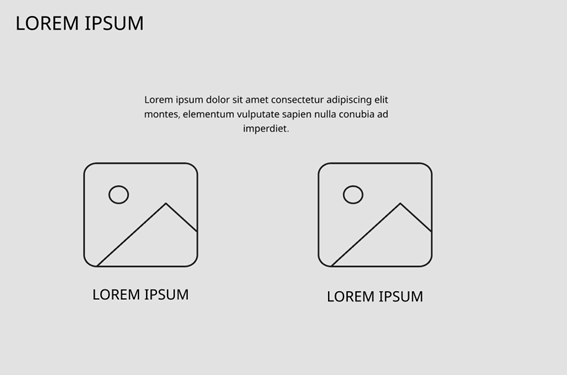 LOREM IPSUM
Lorem ipsum dolor sit amet consectetur adipiscing elit
montes, elementum vulputate sapien nulla conubia ad
imperdiet.
LOREM IPSUM
LOREM IPSUM